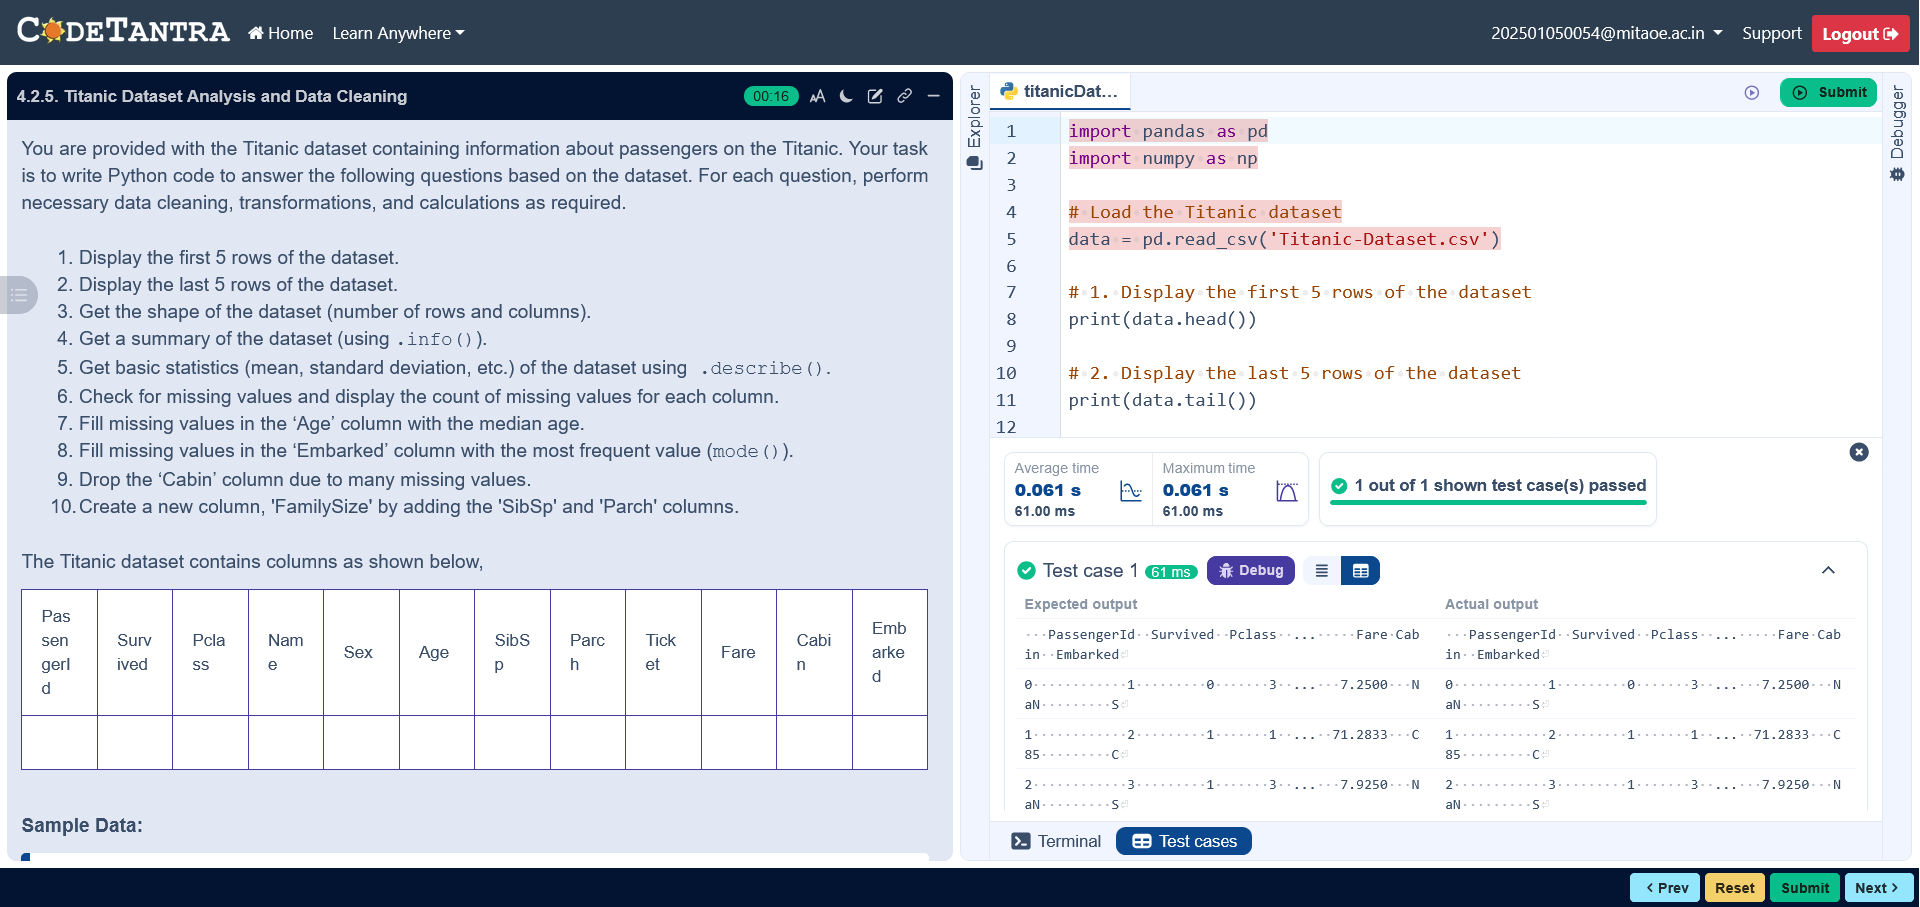 CODETANTRA Home Learn Anywhere 202501050054@mitaoe.ac.in Support Logout
4.2.5. Titanic Dataset Analysis and Data Cleaning 00:16
You are provided with the Titanic dataset containing information about passengers on the Titanic. Your task
is to write Python code to answer the following questions based on the dataset. For each question, perform
necessary data cleaning, transformations, and calculations as required.
1. Display the first 5 rows of the dataset.
2. Display the last 5 rows of the dataset.
3. Get the shape of the dataset (number of rows and columns).
4. Get a summary of the dataset (using .info()).
5. Get basic statistics (mean, standard deviation, etc.) of the dataset using .describe().
6. Check for missing values and display the count of missing values for each column.
7. Fill missing values in the ‘Age’ column with the median age.
8. Fill missing values in the ‘Embarked’ column with the most frequent value (mode()).
9. Drop the ‘Cabin’ column due to many missing values.
10. Create a new column, 'FamilySize' by adding the 'SibSp' and 'Parch' columns.
The Titanic dataset contains columns as shown below,
PassengerId Survived Pclass Name Sex Age SibSp Parch Ticket Fare Cabin Embarked
Sample Data:
Explorer
titanicDat...
Submit
Debugger
1 import pandas as pd
2 import numpy as np
3
4 # Load the Titanic dataset
5 data = pd.read_csv('Titanic-Dataset.csv')
6
7 # 1. Display the first 5 rows of the dataset
8 print(data.head())
9
10 # 2. Display the last 5 rows of the dataset
11 print(data.tail())
12
Average time
0.061 s
61.00 ms
Maximum time
0.061 s
61.00 ms
1 out of 1 shown test case(s) passed
Test case 1 61 ms Debug
Expected output
···PassengerId··Survived··Pclass··...·····Fare·Cab
in··Embarked⏎
0············1·········0·······3··...···7.2500···N
aN·········S⏎
1············2·········1·······1··...··71.2833···C
85·········C⏎
2············3·········1·······3··...···7.9250···N
aN·········S⏎
Actual output
···PassengerId··Survived··Pclass··...·····Fare·Cab
in··Embarked⏎
0············1·········0·······3··...···7.2500···N
aN·········S⏎
1············2·········1·······1··...··71.2833···C
85·········C⏎
2············3·········1·······3··...···7.9250···N
aN·········S⏎
Terminal Test cases
Prev Reset Submit Next